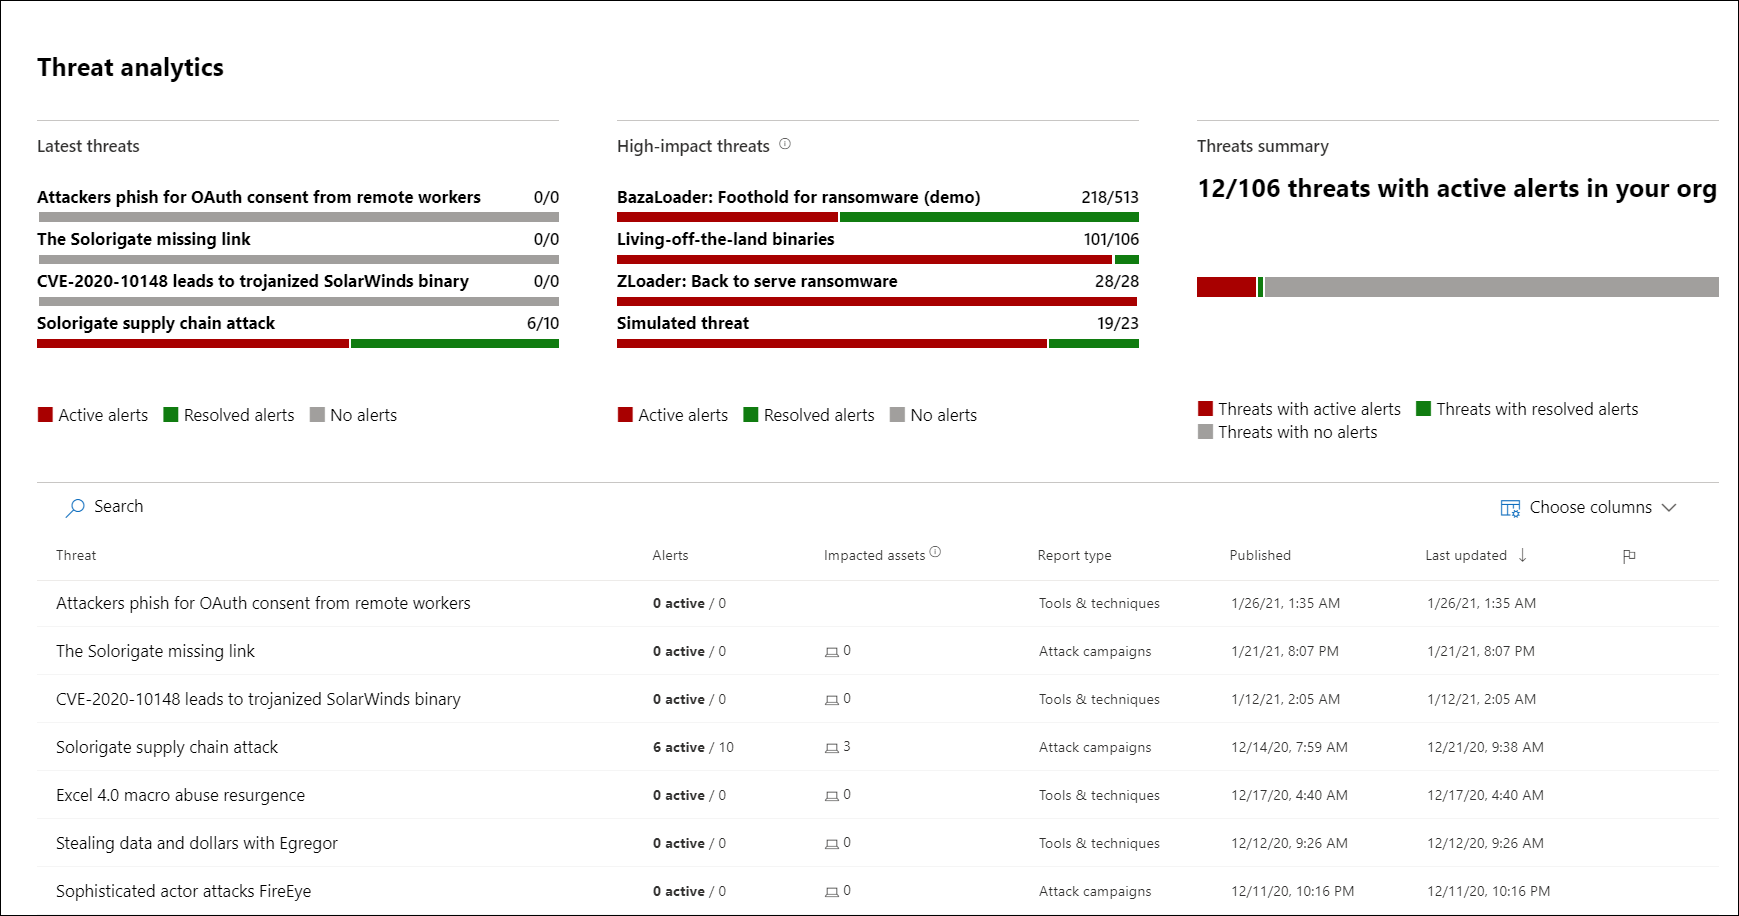 Threat analytics
Latest threats
Attackers phish for OAuth consent from remote workers 0/0
The Solorigate missing link 0/0
CVE-2020-10148 leads to trojanized SolarWinds binary 0/0
Solorigate supply chain attack 6/10
Active alerts Resolved alerts No alerts
High-impact threats
BazaLoader: Foothold for ransomware (demo) 218/513
Living-off-the-land binaries 101/106
ZLoader: Back to serve ransomware 28/28
Simulated threat 19/23
Active alerts Resolved alerts No alerts
Threats summary
12/106 threats with active alerts in your org
Threats with active alerts Threats with resolved alerts
Threats with no alerts
Search Choose columns
Threat Alerts Impacted assets Report type Published Last updated
Attackers phish for OAuth consent from remote workers 0 active / 0 Tools & techniques 1/26/21, 1:35 AM 1/26/21, 1:35 AM
The Solorigate missing link 0 active / 0 0 Attack campaigns 1/21/21, 8:07 PM 1/21/21, 8:07 PM
CVE-2020-10148 leads to trojanized SolarWinds binary 0 active / 0 0 Tools & techniques 1/12/21, 2:05 AM 1/12/21, 2:05 AM
Solorigate supply chain attack 6 active / 10 3 Attack campaigns 12/14/20, 7:59 AM 12/21/20, 9:38 AM
Excel 4.0 macro abuse resurgence 0 active / 0 0 Tools & techniques 12/17/20, 4:40 AM 12/17/20, 4:40 AM
Stealing data and dollars with Egregor 0 active / 0 0 Tools & techniques 12/12/20, 9:26 AM 12/12/20, 9:26 AM
Sophisticated actor attacks FireEye 0 active / 0 0 Attack campaigns 12/11/20, 10:16 PM 12/11/20, 10:16 PM